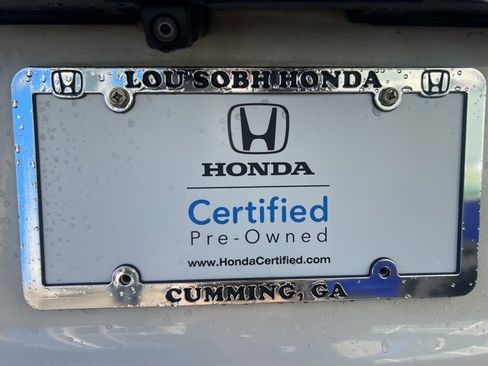 LOU SOBH HONDA
HONDA
Certified
Pre-Owned
www.HondaCertified.com
CUMMING, GA